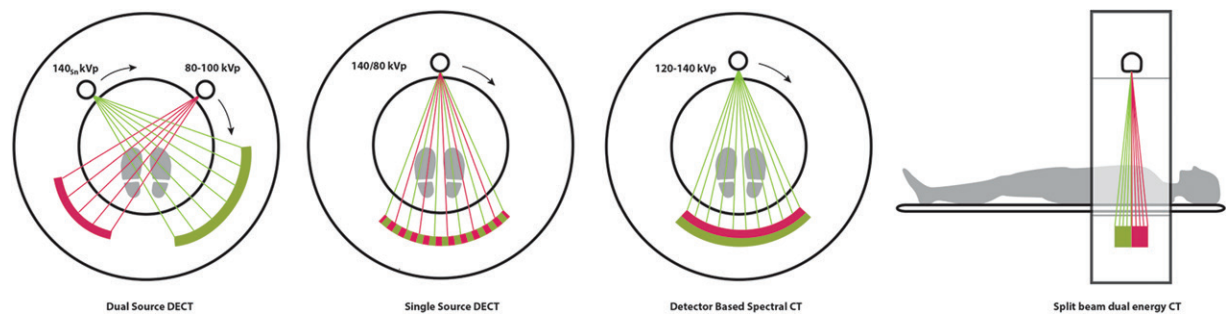 140Sn kVp
80-100 kVp
140/80 kVp
120-140 kVp
Dual Source DECT
Single Source DECT
Detector Based Spectral CT
Split beam dual energy CT